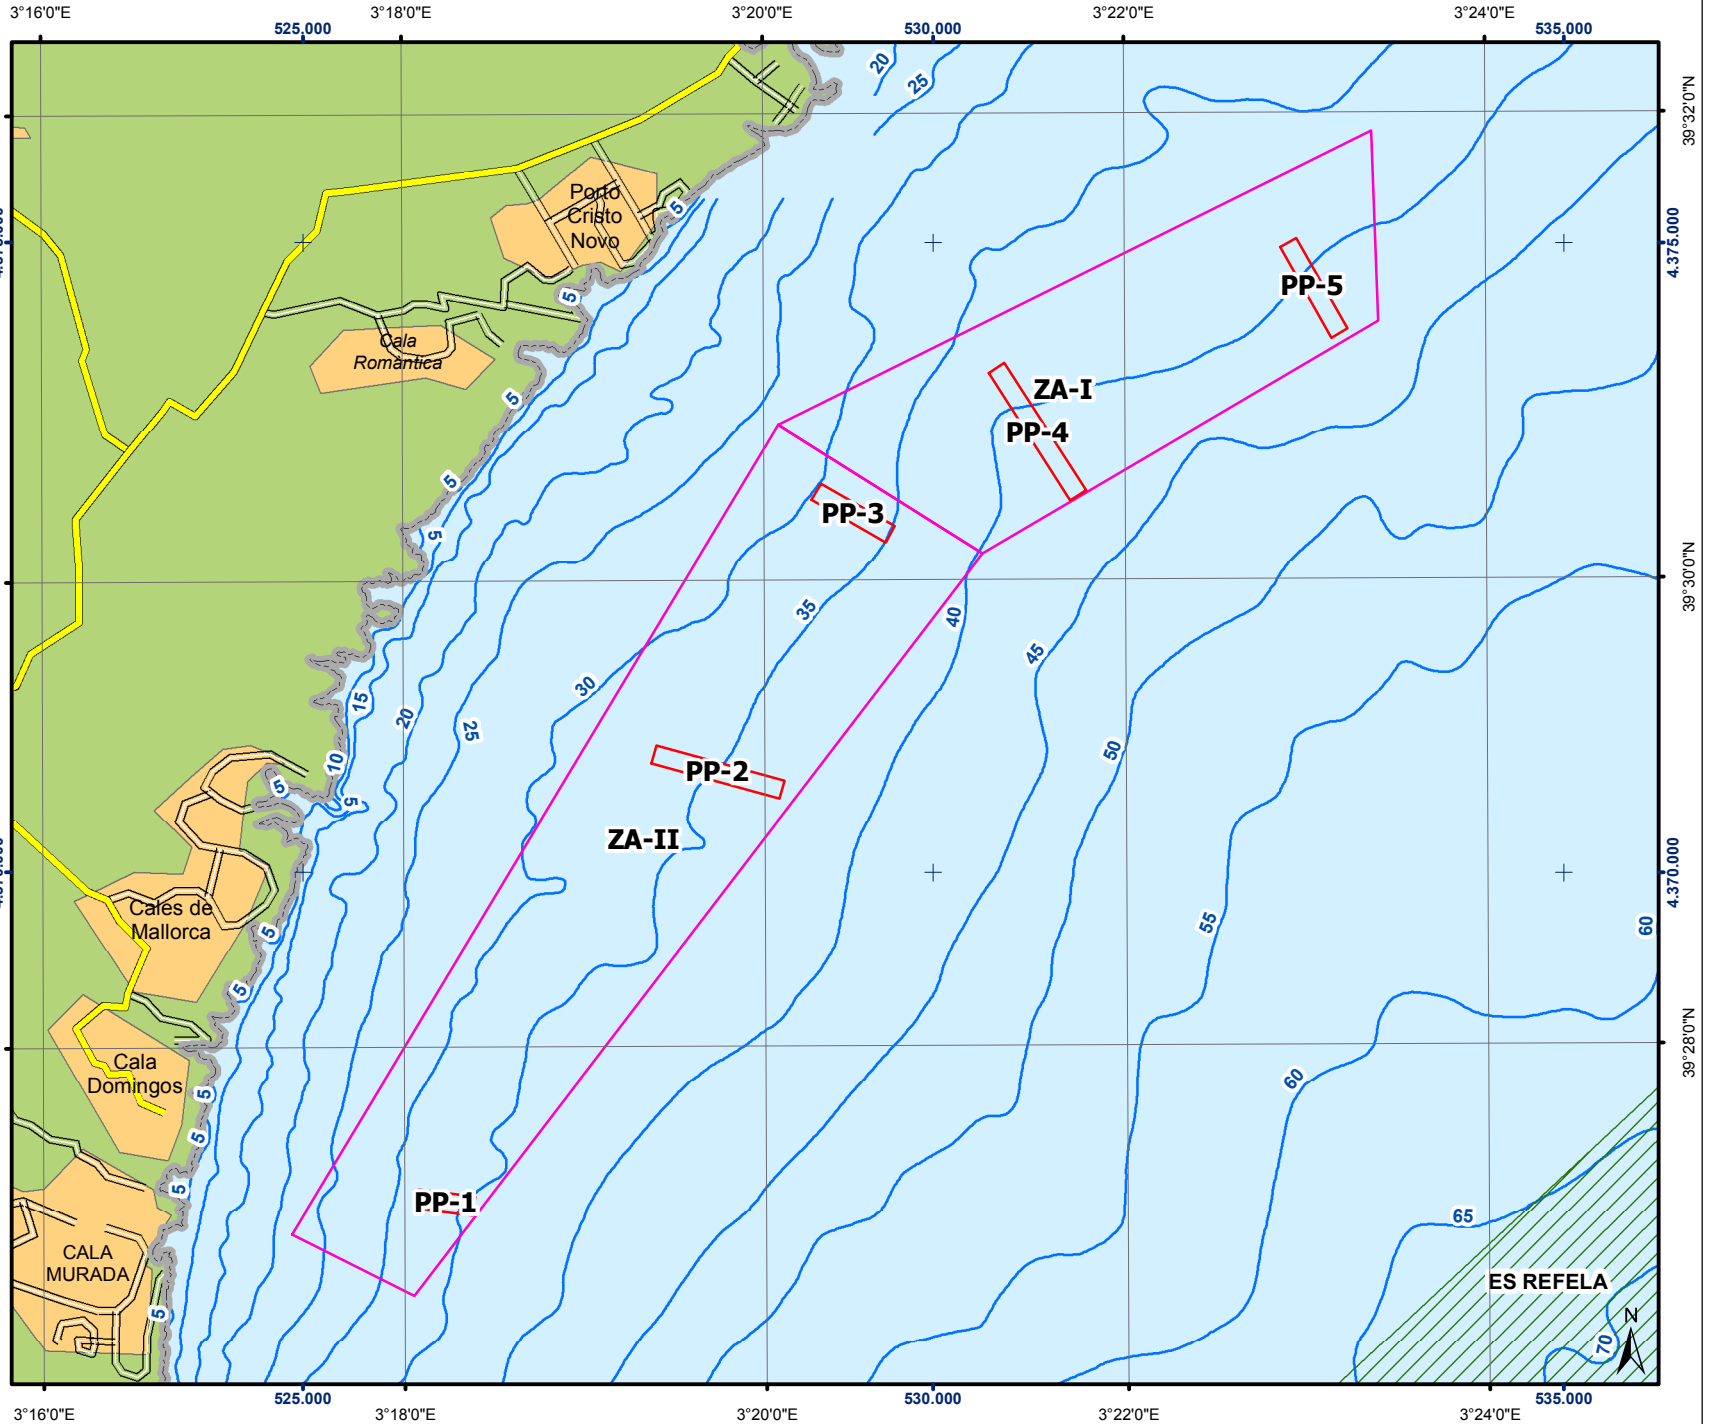 3°16'0"E
3°18'0"E
3°20'0"E
3°22'0"E
3°24'0"E
525.000
530.000
535.000
20
25
39°32'0"N
Porto
Cristo
Novo
5
4.375.000
5
PP-5
Cala
Romàntica
5
ZA-I
PP-4
5
PP-3
5
39°30'0"N
35
40
45
30
15
20
25
50
10
PP-2
5
5
ZA-II
4.370.000
Cales de
Mallorca
5
55
60
5
39°28'0"N
Cala
Domingos
60
5
5
5
PP-1
65
CALA
MURADA
ES REFELA
5
N
70
525.000
530.000
535.000
3°16'0"E
3°18'0"E
3°20'0"E
3°22'0"E
3°24'0"E